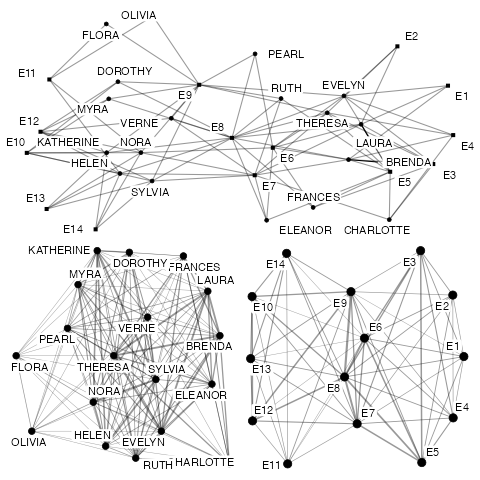 OLIVIA
FLORA
E2
PEARL
E11
DOROTHY
E9
RUTH
EVELYN
E1
MYRA
E12
VERNE
E8
THERESA
E10
KATHERINE
NORA
LAURA
E4
HELEN
E6
BRENDA
E3
SYLVIA
E7
E5
E13
FRANCES
E14
ELEANOR
CHARLOTTE
KATHERINE
DOROTHY
FRANCES
MYRA
LAURA
VERNE
PEARL
BRENDA
FLORA
THERESA
SYLVIA
NORA
ELEANOR
OLIVIA
HELEN
EVELYN
RUTH
HARLOTTE
E3
E14
E10
E9
E2
E6
E1
E13
E8
E12
E7
E4
E11
E5